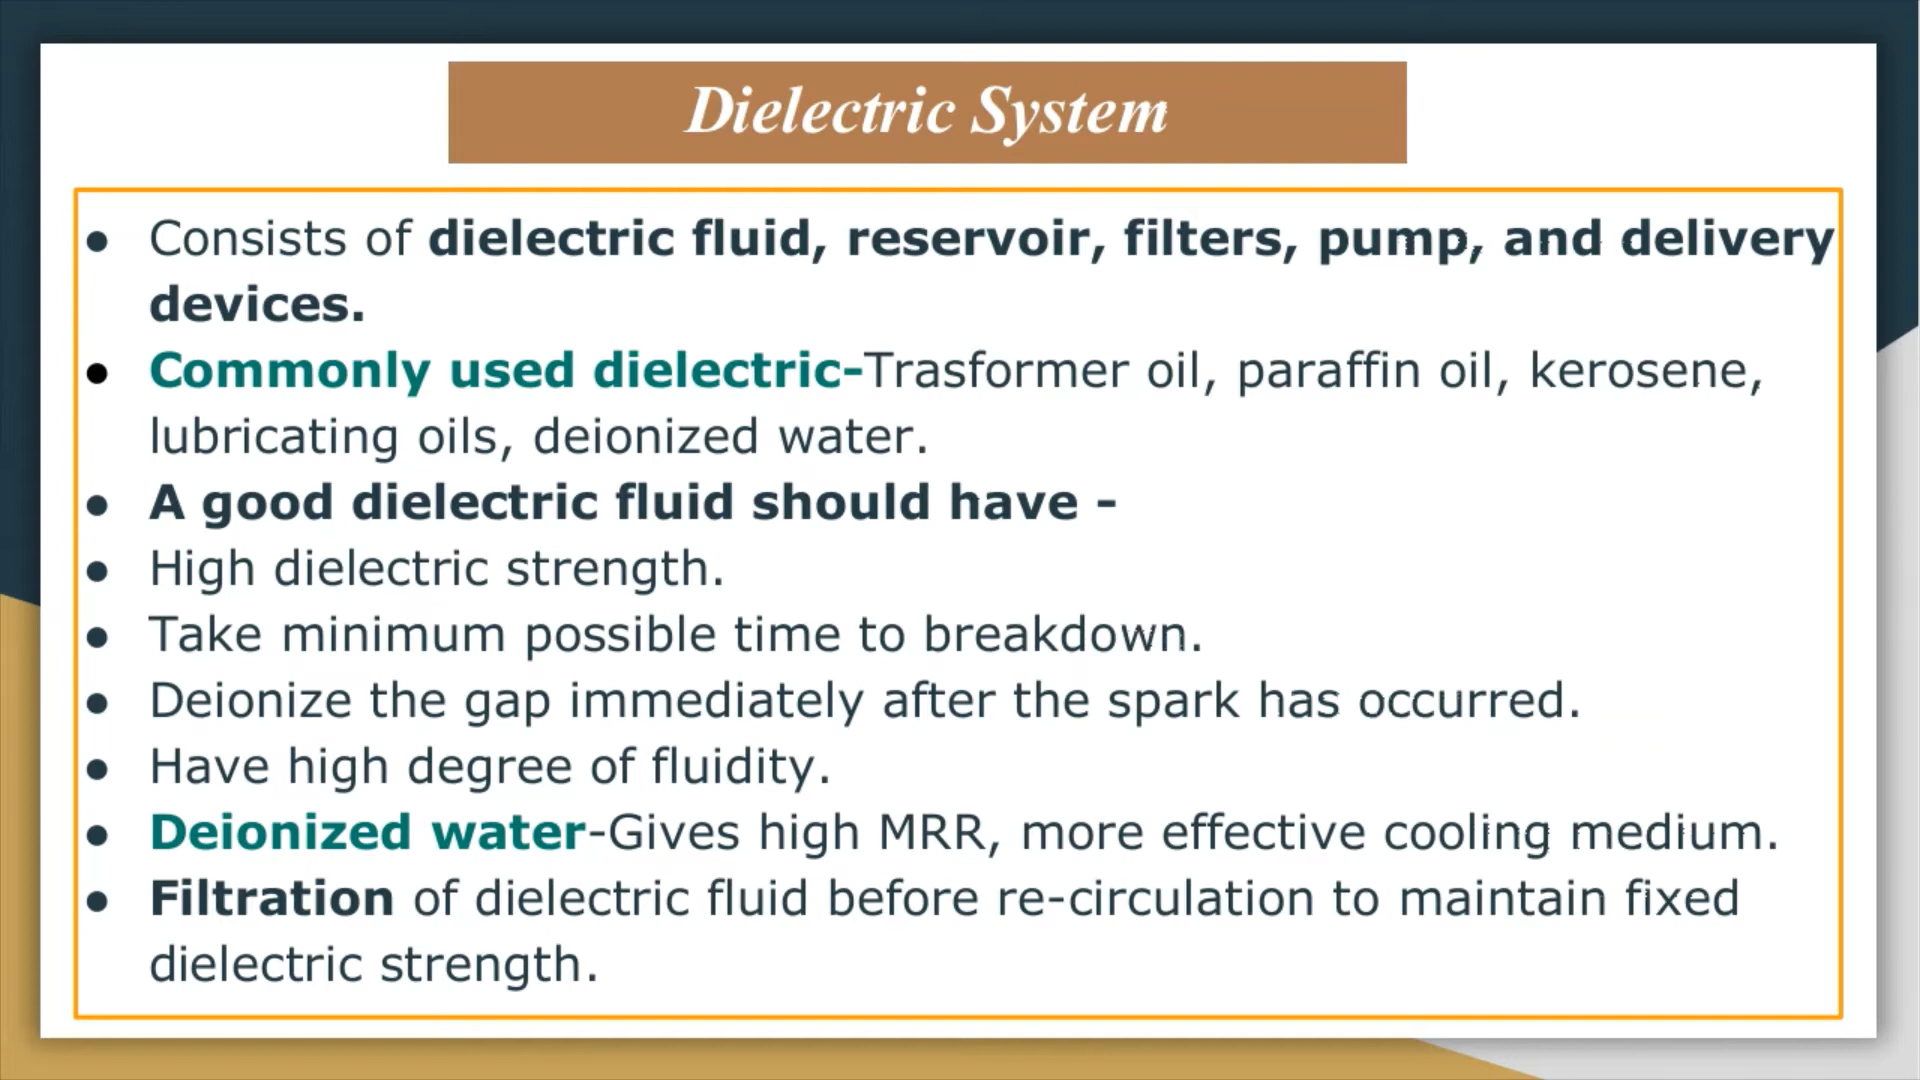 Dielectric System
● Consists of dielectric fluid, reservoir, filters, pump, and delivery
devices.
● Commonly used dielectric-Trasformer oil, paraffin oil, kerosene,
lubricating oils, deionized water.
● A good dielectric fluid should have -
● High dielectric strength.
● Take minimum possible time to breakdown.
● Deionize the gap immediately after the spark has occurred.
● Have high degree of fluidity.
● Deionized water-Gives high MRR, more effective cooling medium.
● Filtration of dielectric fluid before re-circulation to maintain fixed
dielectric strength.